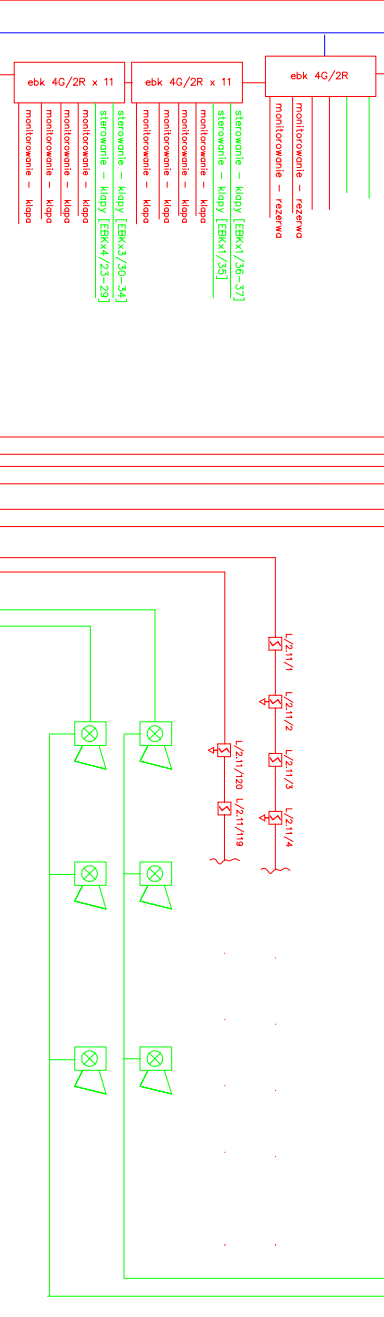 ebk 4G/2R x 11
ebk 4G/2R x 11
ebk 4G/2R
monitorowanie – klapa
monitorowanie – klapa
monitorowanie – klapa
monitorowanie – klapa
sterowanie – klapy [EBKx4/23-29]
sterowanie – klapy [EBKx3/30-34]
monitorowanie – klapa
monitorowanie – klapa
monitorowanie – klapa
monitorowanie – klapa
sterowanie – klapy [EBKx1/35]
sterowanie – klapy [EBKx1/36-37]
monitorowanie – rezerwa
monitorowanie – rezerwa
L/2.11/1
L/2.11/2
L/2.11/3
L/2.11/4
L/2.11/120
L/2.11/119